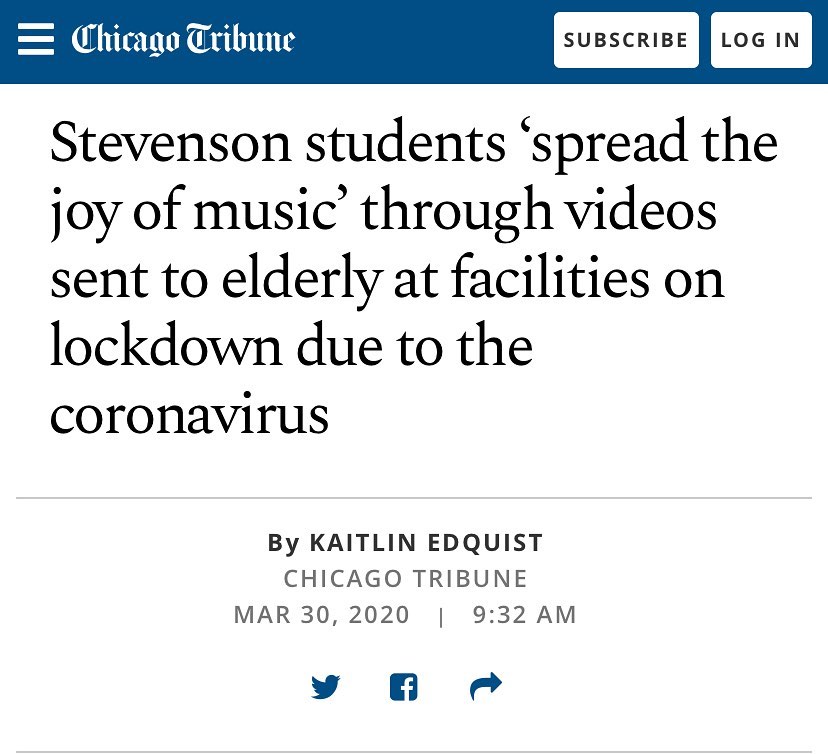 Chicago Tribune
SUBSCRIBE
LOG IN
Stevenson students ‘spread the
joy of music’ through videos
sent to elderly at facilities on
lockdown due to the
coronavirus
By KAITLIN EDQUIST
CHICAGO TRIBUNE
MAR 30, 2020 | 9:32 AM